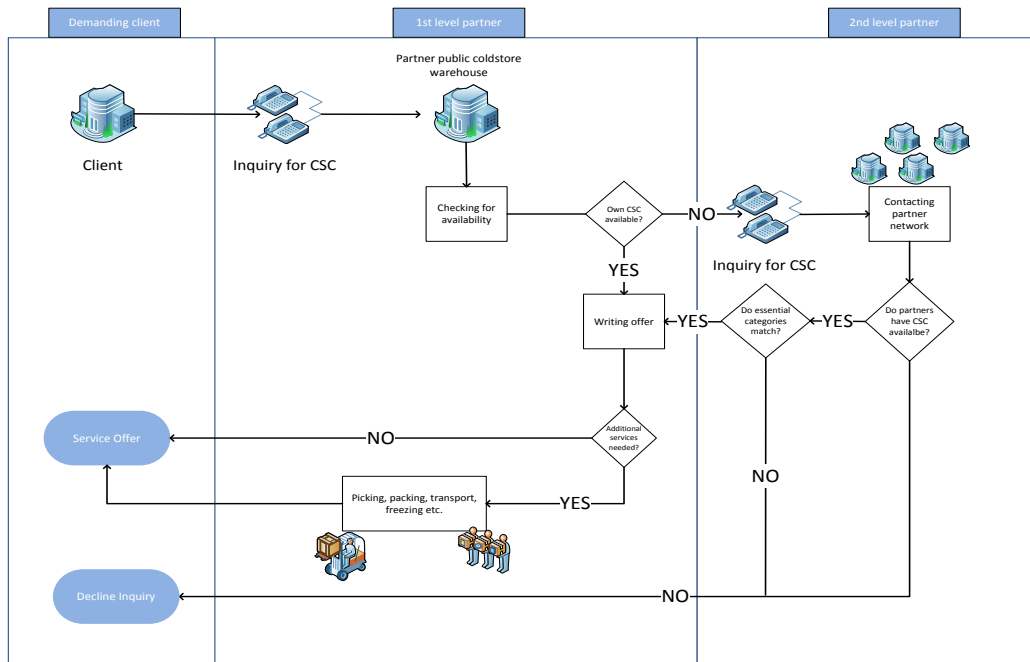 Demanding client
1st level partner
2nd level partner
Partner public coldstore
warehouse
Client
Inquiry for CSC
Checking for
availability
Own CSC
available?
NO
Inquiry for CSC
Contacting
partner
network
YES
Writing offer
YES
Do essential
categories
match?
YES
Do partners
have CSC
availalbe?
Service Offer
NO
Additional
services
needed?
NO
Picking, packing, transport,
freezing etc.
YES
Decline Inquiry
NO